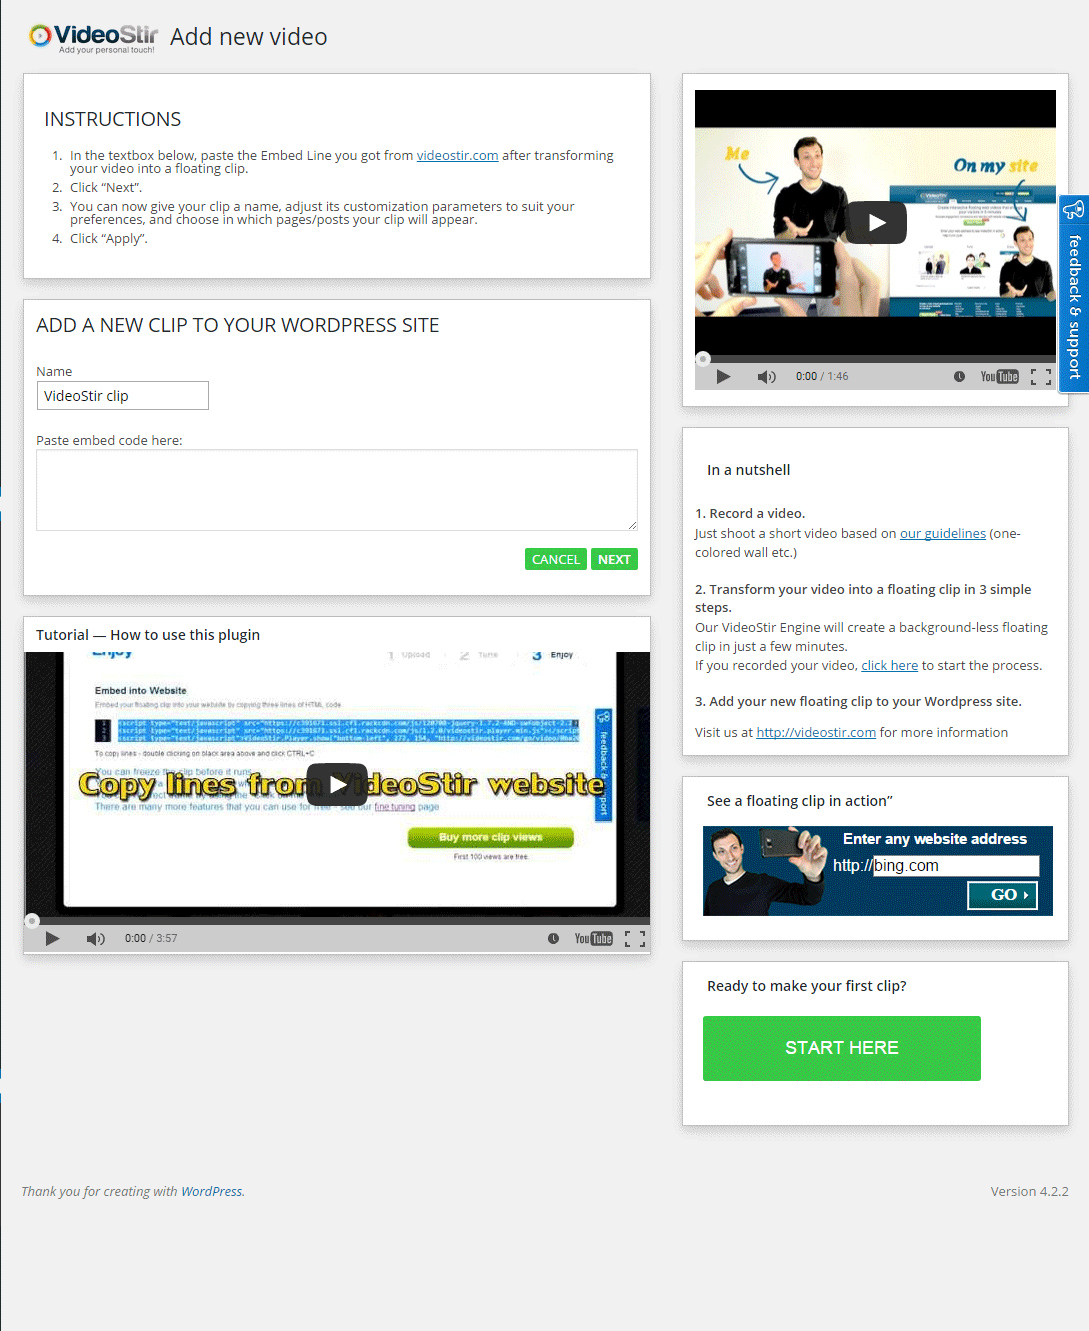 VideoStir
Add your personal touch!
Add new video
INSTRUCTIONS
1. In the textbox below, paste the Embed Line you got from videostir.com after transforming
your video into a floating clip.
2. Click “Next”.
3. You can now give your clip a name, adjust its customization parameters to suit your
preferences, and choose in which pages/posts your clip will appear.
4. Click “Apply”.
ADD A NEW CLIP TO YOUR WORDPRESS SITE
Name
VideoStir clip
Paste embed code here:
CANCEL NEXT
Tutorial — How to use this plugin
Enjoy
1 Upload 2 Tune 3 Enjoy
Embed into Website
Embed your floating clip into your website by copying three lines of HTML code
To copy lines - double clicking on black area above and click CTRL+C
You can freeze the clip before it runs
Copy lines from VideoStir website
There are many more features that you can use for free - see our fine tuning page
feedback &
Buy more clip views
First 100 views are free.
0:00 / 3:57
YouTube
Me
On my site
0:00 / 1:46
YouTube
feedback & support
In a nutshell
1. Record a video.
Just shoot a short video based on our guidelines (one-
colored wall etc.)
2. Transform your video into a floating clip in 3 simple
steps.
Our VideoStir Engine will create a background-less floating
clip in just a few minutes.
If you recorded your video, click here to start the process.
3. Add your new floating clip to your Wordpress site.
Visit us at http://videostir.com for more information
See a floating clip in action”
Enter any website address
http://bing.com
GO
Ready to make your first clip?
START HERE
Thank you for creating with WordPress.
Version 4.2.2